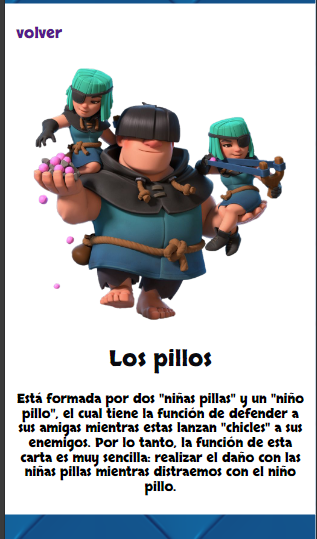 volver
Los pillos
Está formada por dos "niñas pillas" y un "niño
pillo", el cual tiene la función de defender a
sus amigas mientras estas lanzan "chicles" a sus
enemigos. Por lo tanto, la función de esta
carta es muy sencilla: realizar el daño con las
niñas pillas mientras distraemos con el niño
pillo.